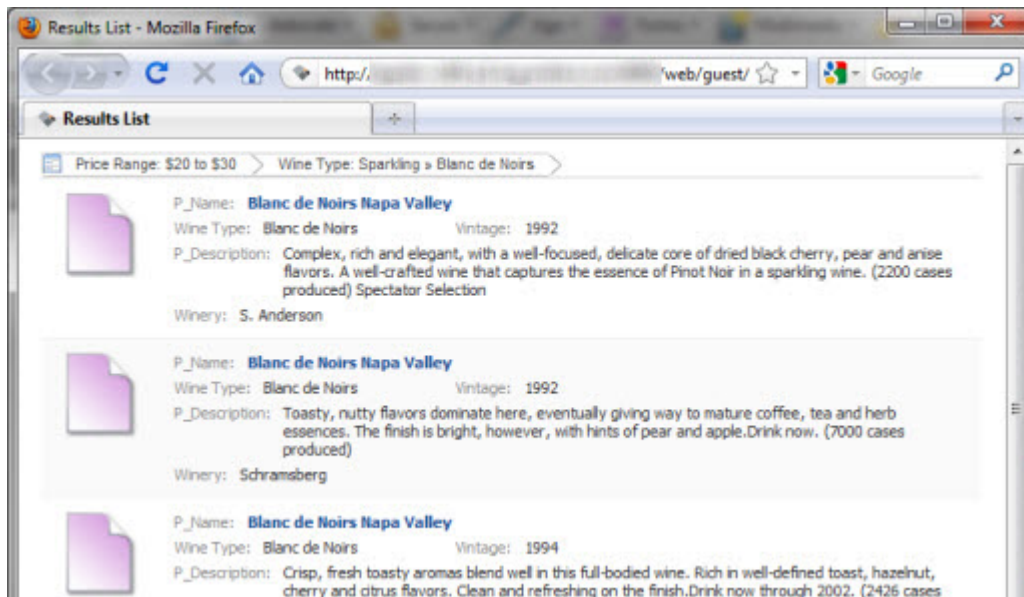 Results List - Mozilla Firefox
http:/ /web/guest/ Google
Results List
Price Range: $20 to $30 Wine Type: Sparkling » Blanc de Noirs
P_Name: Blanc de Noirs Napa Valley
Wine Type: Blanc de Noirs Vintage: 1992
P_Description: Complex, rich and elegant, with a well-focused, delicate core of dried black cherry, pear and anise
flavors. A well-crafted wine that captures the essence of Pinot Noir in a sparkling wine. (2200 cases
produced) Spectator Selection
Winery: S. Anderson
P_Name: Blanc de Noirs Napa Valley
Wine Type: Blanc de Noirs Vintage: 1992
P_Description: Toasty, nutty flavors dominate here, eventually giving way to mature coffee, tea and herb
essences. The finish is bright, however, with hints of pear and apple.Drink now. (7000 cases
produced)
Winery: Schramsberg
P_Name: Blanc de Noirs Napa Valley
Wine Type: Blanc de Noirs Vintage: 1994
P_Description: Crisp, fresh toasty aromas blend well in this full-bodied wine. Rich in well-defined toast, hazelnut,
cherry and citrus flavors. Clean and refreshing on the finish.Drink now through 2002. (2426 cases